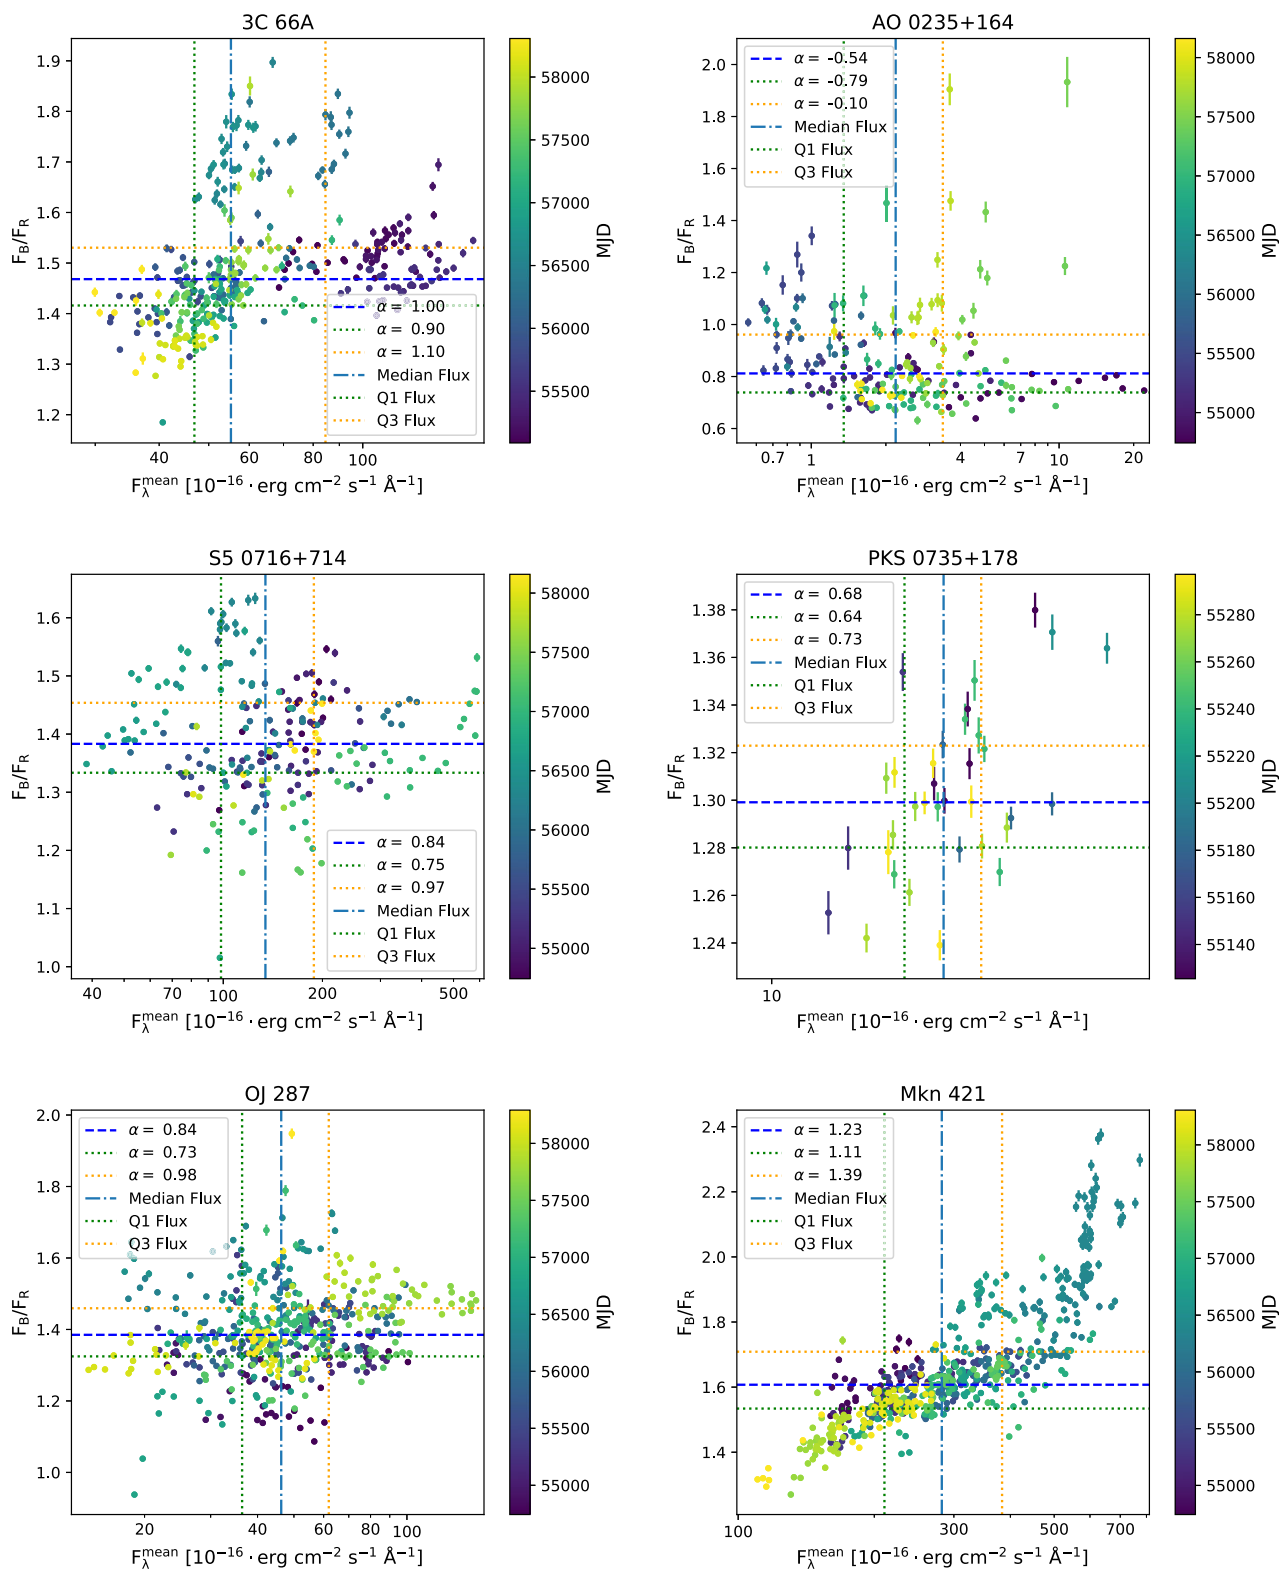 3C 66A
1.9
1.8
1.7
1.6
1.5
1.4
1.3
1.2
F_B/F_R
α = 1.00
α = 0.90
α = 1.10
Median Flux
Q1 Flux
Q3 Flux
40 60 80 100
F_λ^mean [10^−16 · erg cm^−2 s^−1 Å^−1]
58000
57500
57000
56500
56000
55500
MJD
AO 0235+164
2.0
1.8
1.6
1.4
1.2
1.0
0.8
0.6
F_B/F_R
α = -0.54
α = -0.79
α = -0.10
Median Flux
Q1 Flux
Q3 Flux
0.7 1 2 4 7 10 20
F_λ^mean [10^−16 · erg cm^−2 s^−1 Å^−1]
58000
57500
57000
56500
56000
55500
55000
MJD
S5 0716+714
1.6
1.5
1.4
1.3
1.2
1.1
1.0
F_B/F_R
α = 0.84
α = 0.75
α = 0.97
Median Flux
Q1 Flux
Q3 Flux
40 70 100 200 500
F_λ^mean [10^−16 · erg cm^−2 s^−1 Å^−1]
58000
57500
57000
56500
56000
55500
55000
MJD
PKS 0735+178
1.38
1.36
1.34
1.32
1.30
1.28
1.26
1.24
F_B/F_R
α = 0.68
α = 0.64
α = 0.73
Median Flux
Q1 Flux
Q3 Flux
10
F_λ^mean [10^−16 · erg cm^−2 s^−1 Å^−1]
55280
55260
55240
55220
55200
55180
55160
55140
MJD
OJ 287
2.0
1.8
1.6
1.4
1.2
1.0
F_B/F_R
α = 0.84
α = 0.73
α = 0.98
Median Flux
Q1 Flux
Q3 Flux
20 40 60 100
F_λ^mean [10^−16 · erg cm^−2 s^−1 Å^−1]
58000
57500
57000
56500
56000
55500
55000
MJD
Mkn 421
2.4
2.2
2.0
1.8
1.6
1.4
F_B/F_R
α = 1.23
α = 1.11
α = 1.39
Median Flux
Q1 Flux
Q3 Flux
100 200 300 500 700
F_λ^mean [10^−16 · erg cm^−2 s^−1 Å^−1]
58000
57500
57000
56500
56000
55500
55000
MJD